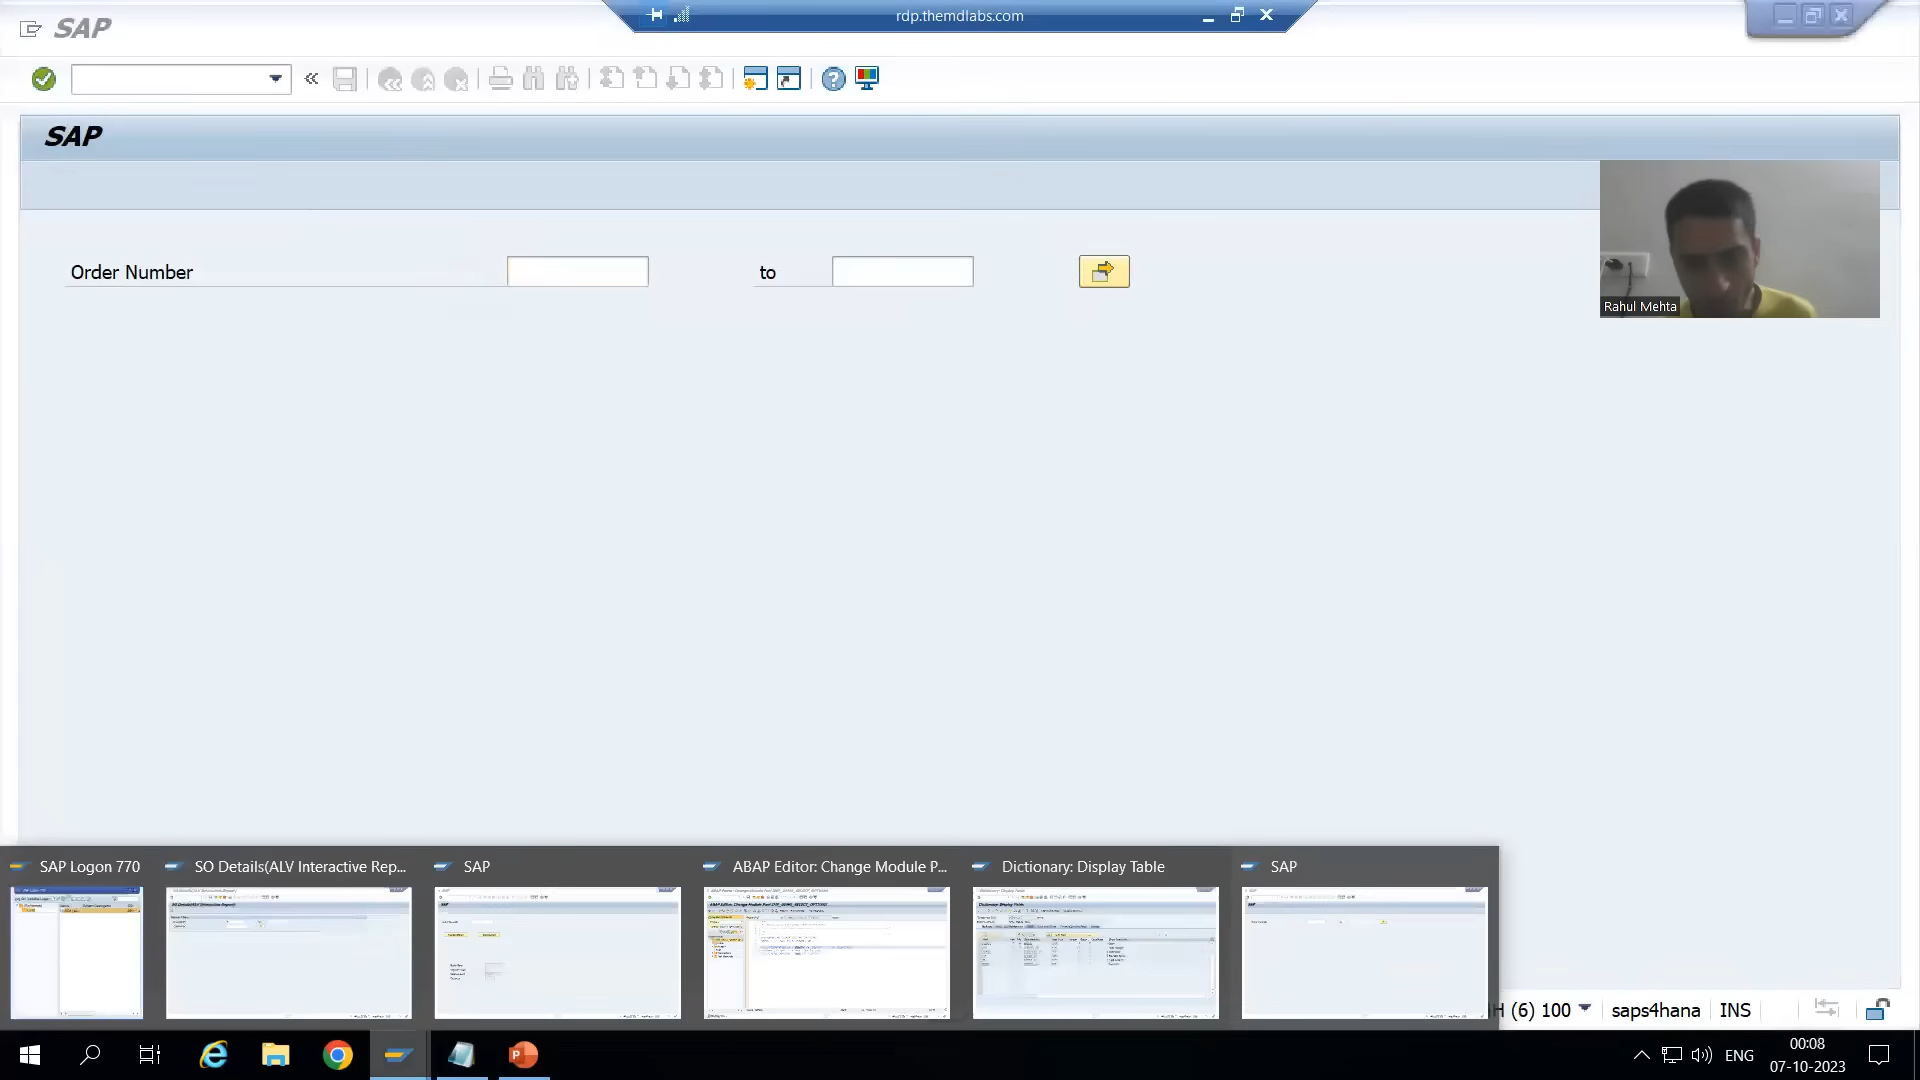 rdp.themdlabs.com
SAP
SAP
Order Number to
Rahul Mehta
SAP Logon 770
SO Details(ALV Interactive Rep...
SAP
ABAP Editor: Change Module P...
Dictionary: Display Table
SAP
(6) 100
saps4hana
INS
ENG
00:08
07-10-2023